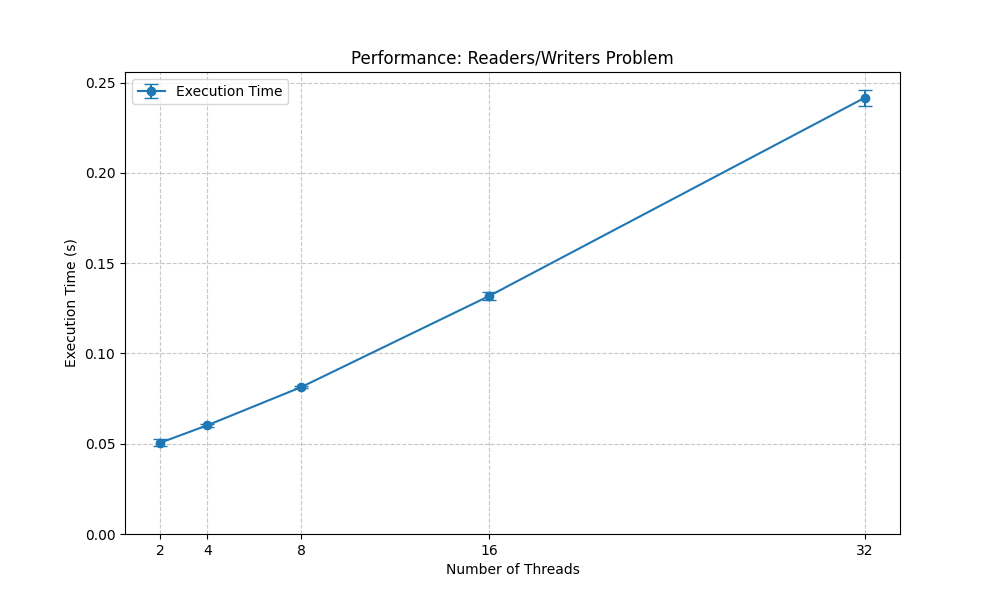 Performance: Readers/Writers Problem
Execution Time
0.25
0.20
0.15
0.10
0.05
0.00
Execution Time (s)
2 4 8 16 32
Number of Threads